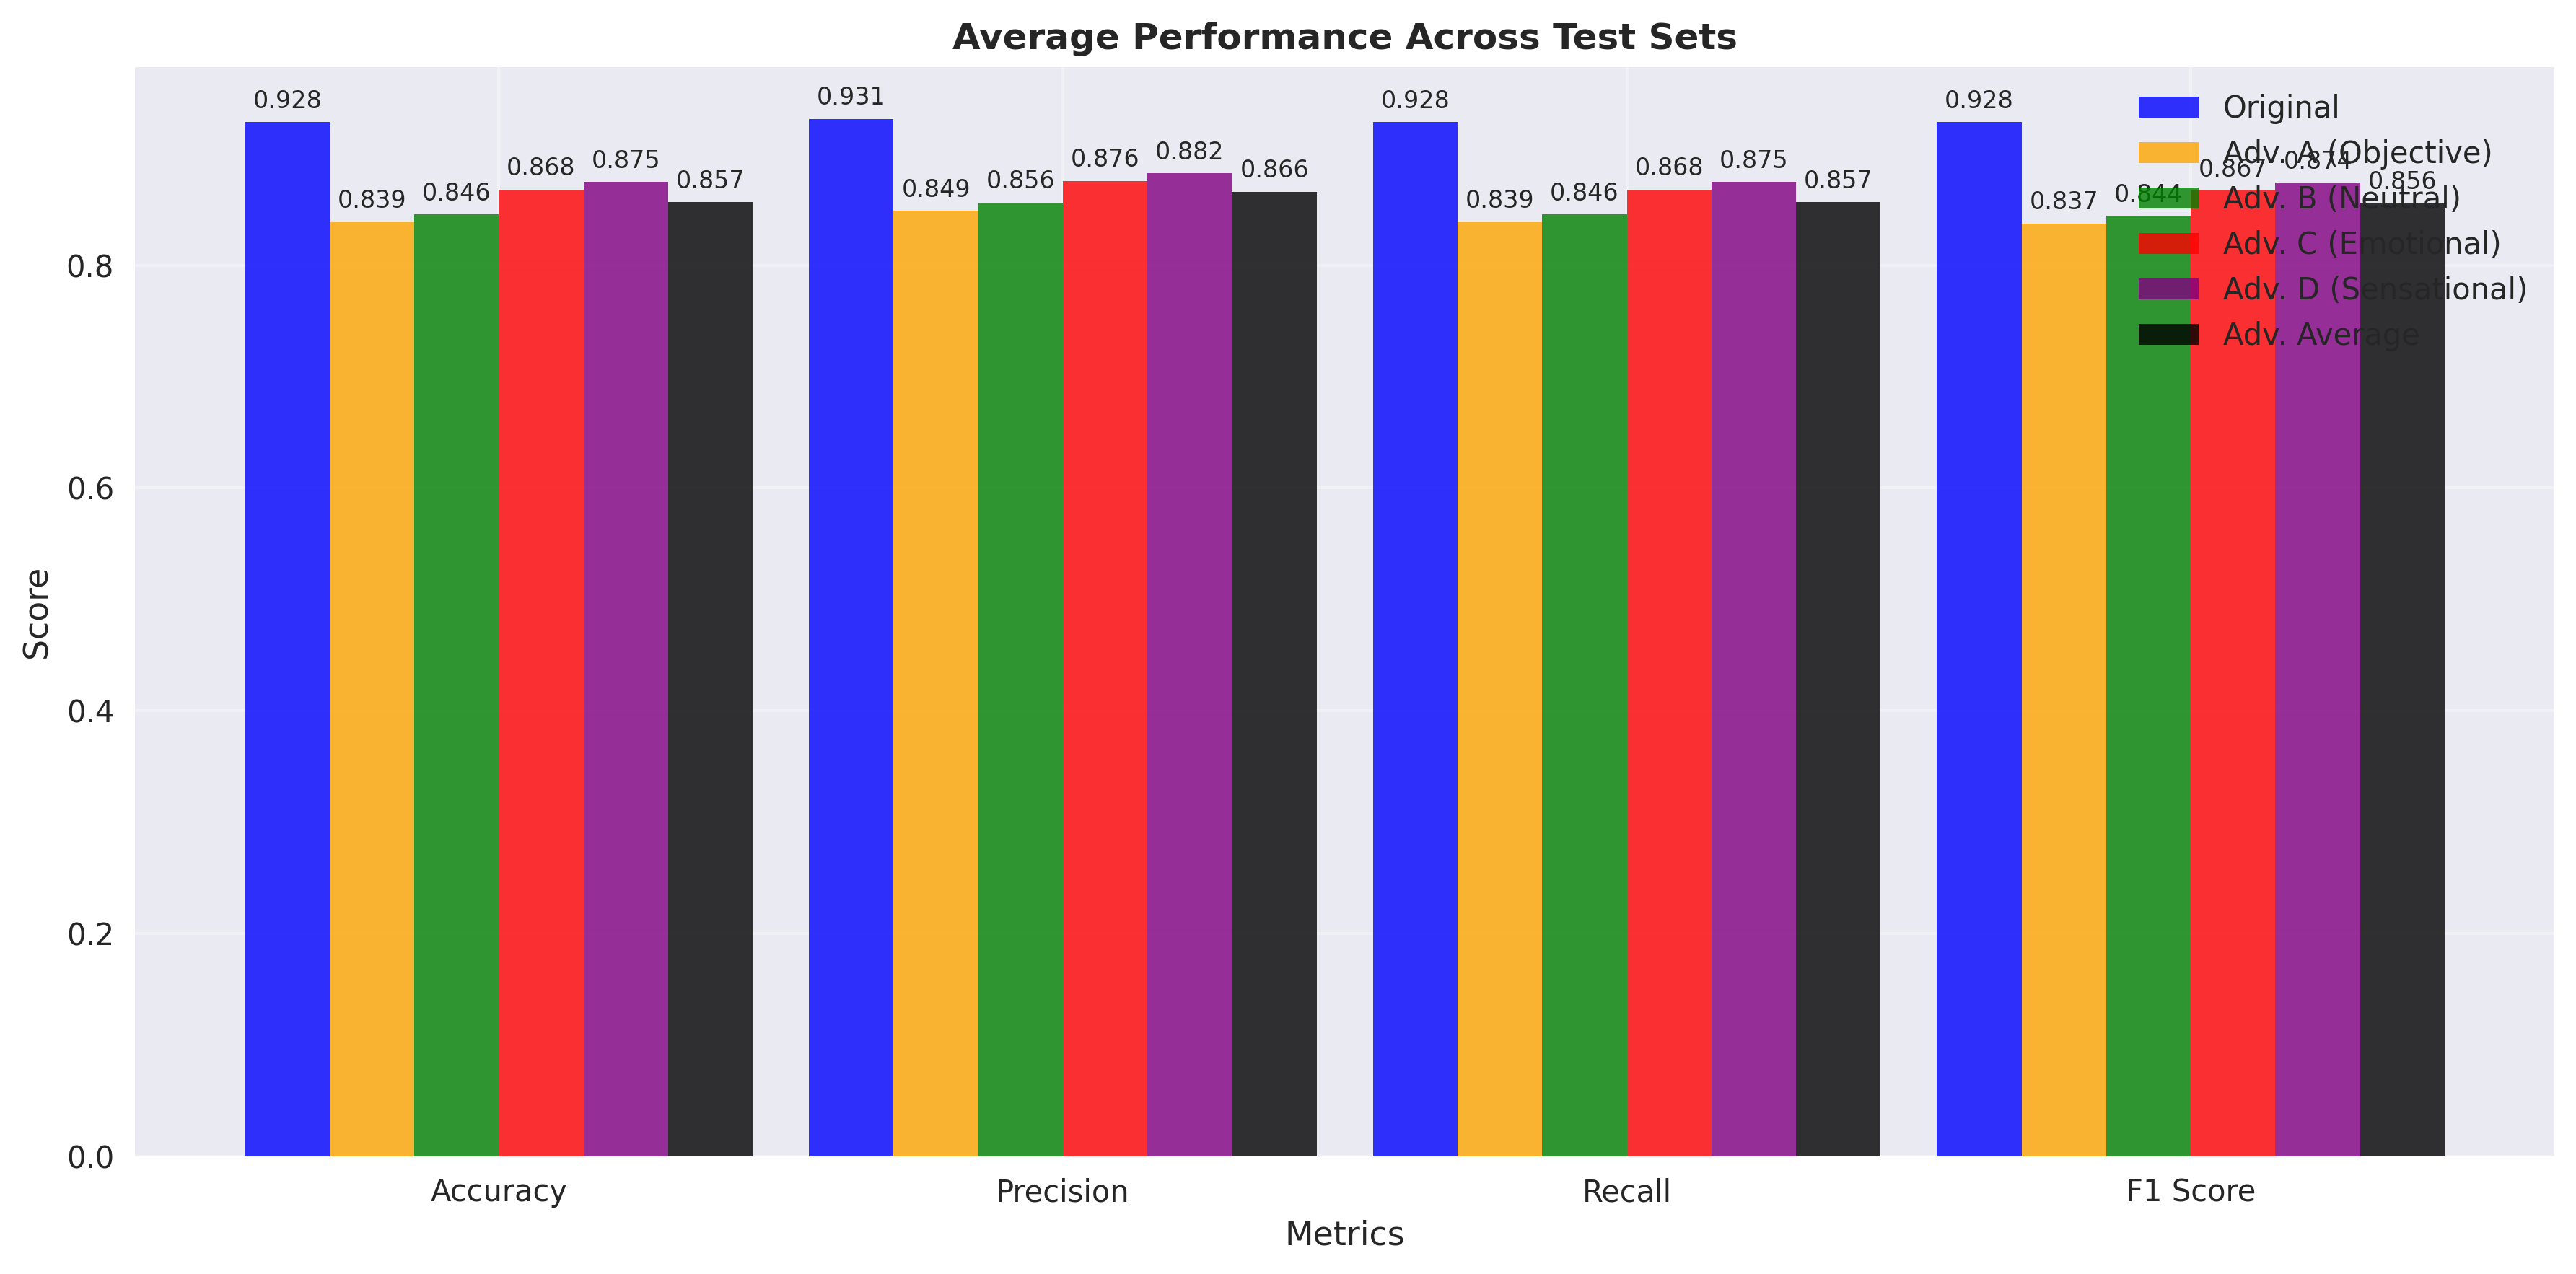 Average Performance Across Test Sets
0.928
0.839
0.846
0.868
0.875
0.857
0.931
0.849
0.856
0.876
0.882
0.866
0.928
0.839
0.846
0.868
0.875
0.857
0.928
0.837
0.844
0.867
0.874
0.856
Original
Adv. A (Objective)
Adv. B (Neutral)
Adv. C (Emotional)
Adv. D (Sensational)
Adv. Average
Score
0.8
0.6
0.4
0.2
0.0
Accuracy
Precision
Recall
F1 Score
Metrics